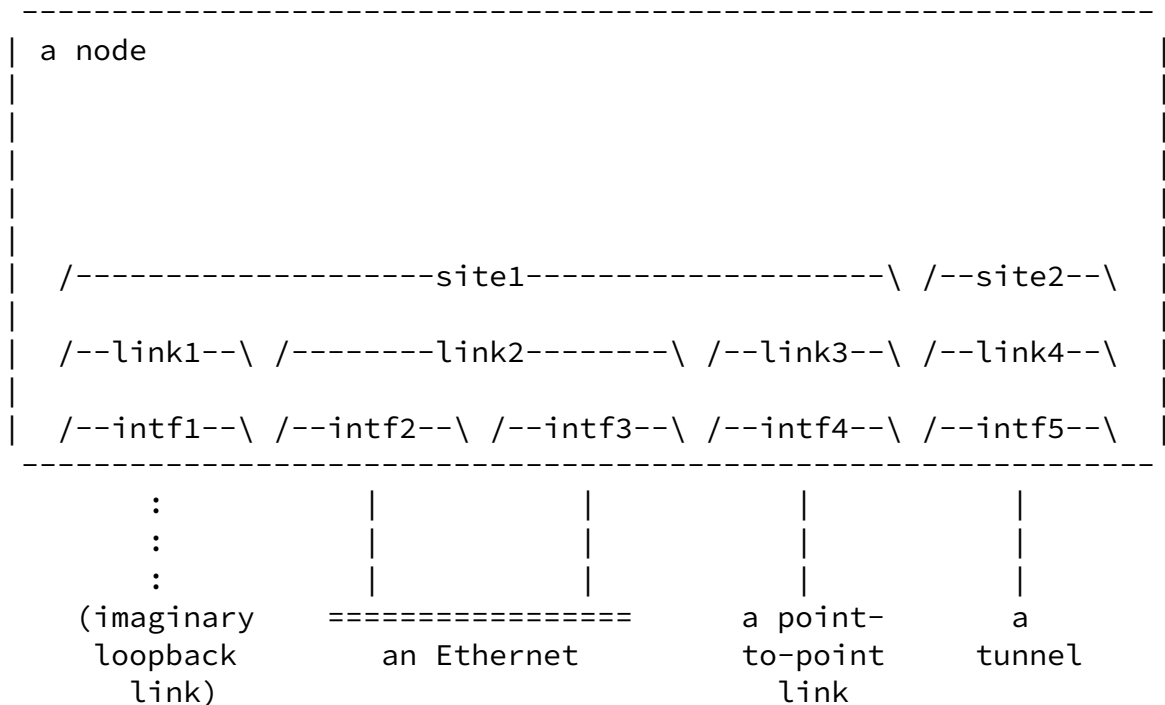 a node
/--------------------site1--------------------\ /--site2--\
/--link1--\ /--------link2--------\ /--link3--\ /--link4--\
/--intf1--\ /--intf2--\ /--intf3--\ /--intf4--\ /--intf5--\
(imaginary ================= a point- a
loopback an Ethernet to-point tunnel
link) link